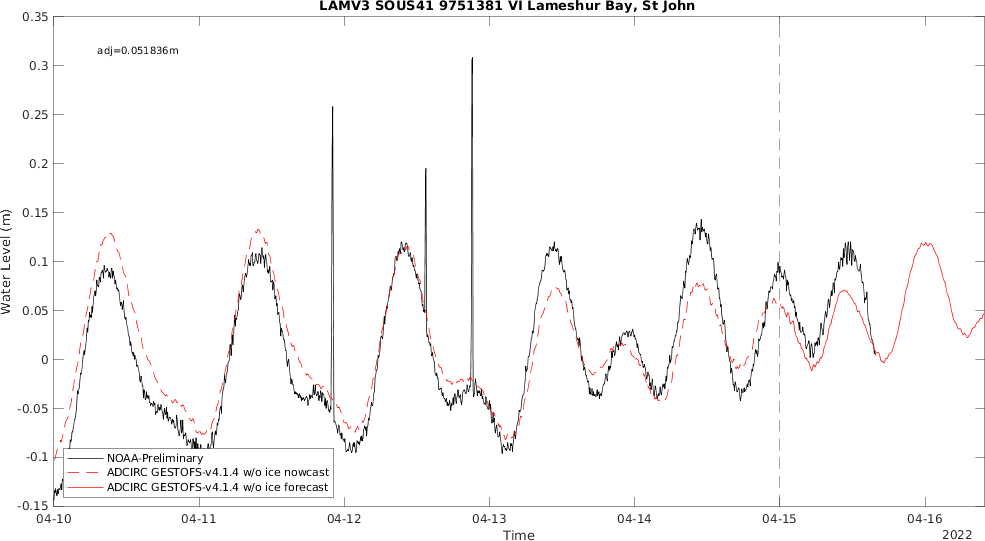 LAMV3 SOUS41 9751381 VI Lameshur Bay, St John
adj=0.051836m
0.35
0.3
0.25
0.2
0.15
0.1
0.05
0
-0.05
-0.1
-0.15
Water Level (m)
NOAA-Preliminary
ADCIRC GESTOFS-v4.1.4 w/o ice nowcast
ADCIRC GESTOFS-v4.1.4 w/o ice forecast
04-10 04-11 04-12 04-13 04-14 04-15 04-16
Time
2022